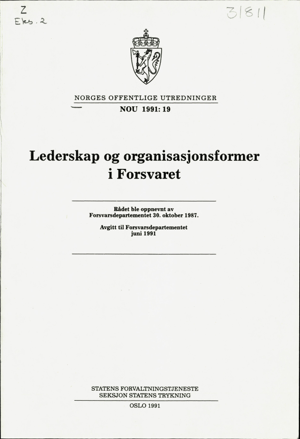 Z
Eks. 2
31811
NORGES OFFENTLIGE UTREDNINGER
NOU 1991: 19
Lederskap og organisasjonsformer
i Forsvaret
Rådet ble oppnevnt av
Forsvarsdepartementet 30. oktober 1987.
Avgitt til Forsvarsdepartementet
juni 1991
STATENS FORVALTNINGSTJENESTE
SEKSJON STATENS TRYKNING
OSLO 1991